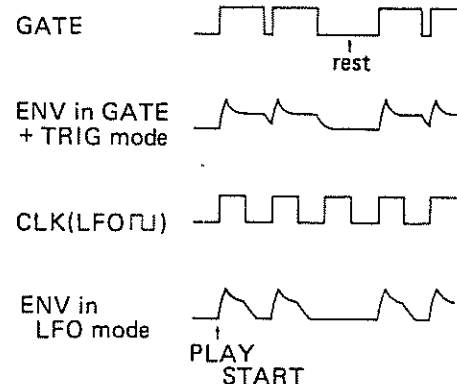 GATE
rest
ENV in GATE
+ TRIG mode
CLK(LFO⊓⊔)
ENV in
LFO mode
PLAY
START